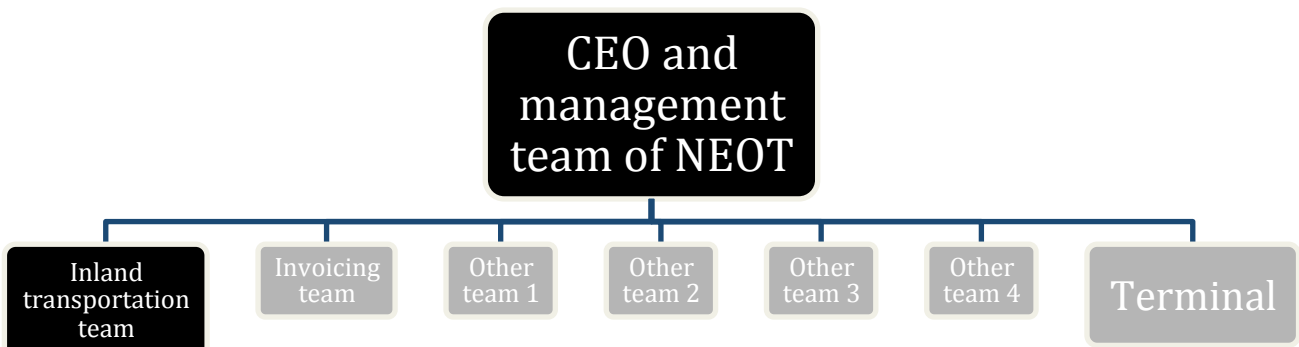 CEO and
management
team of NEOT
Inland
transportation
team
Invoicing
team
Other
team 1
Other
team 2
Other
team 3
Other
team 4
Terminal